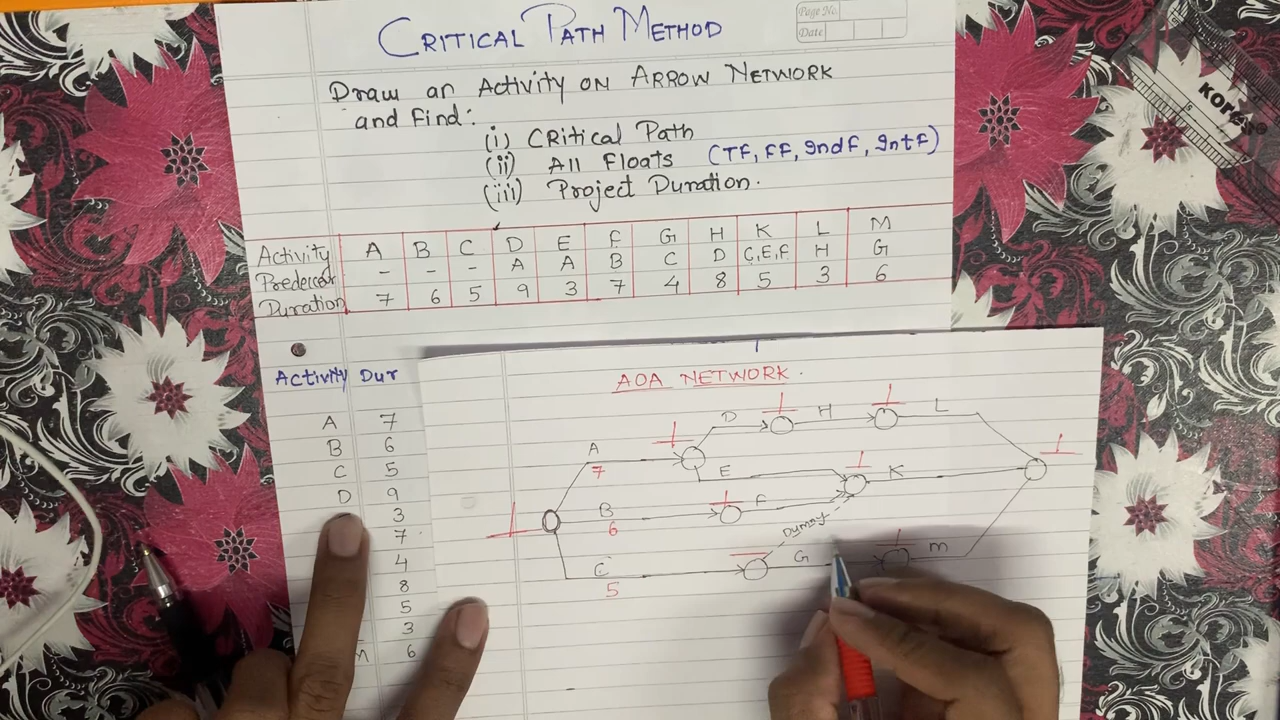 CRITICAL PATH METHOD
Page No.
Date
Draw an Activity on ARROW NETWORK
and Find:
(i) CRitical Path
(ii) All Floats (TF, FF, IndF, IntF)
(iii) Project Duration.
korean
Activity A B C D E F G H K L M
Predecessor - - - A A B C D C,E,F H G
Duration 7 6 5 9 3 7 4 8 5 3 6
Activity Dur
A 7
B 6
C 5
D 9
3
7
4
8
5
3
M 6
AOA NETWORK.
D H L
A
7
E K
B F
6
Dummy
G M
C
5